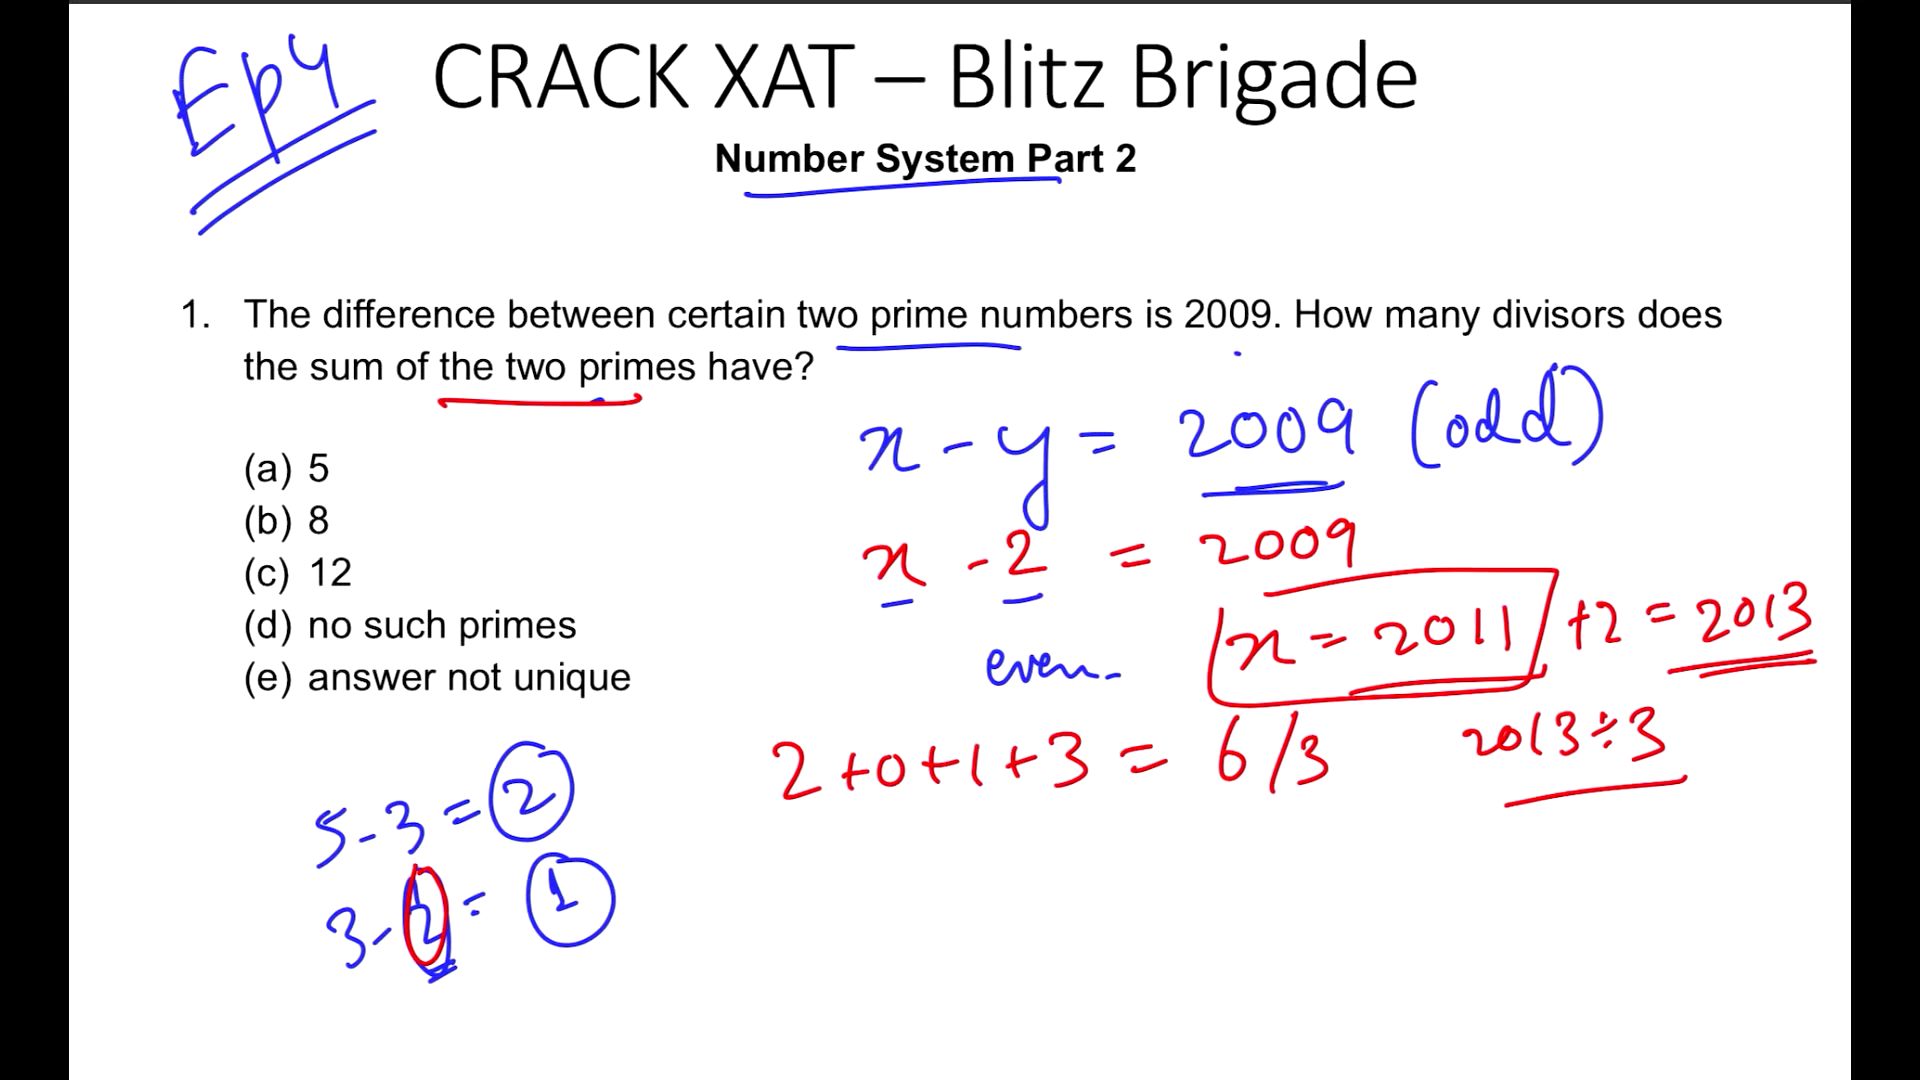 Ep4
CRACK XAT – Blitz Brigade
Number System Part 2
1. The difference between certain two prime numbers is 2009. How many divisors does
the sum of the two primes have?
(a) 5
(b) 8
(c) 12
(d) no such primes
(e) answer not unique
x - y = 2009 (odd)
x - 2 = 2009
even-
x = 2011 +2 = 2013
2+0+1+3 = 6/3
2013÷3
5-3=2
3-2=1